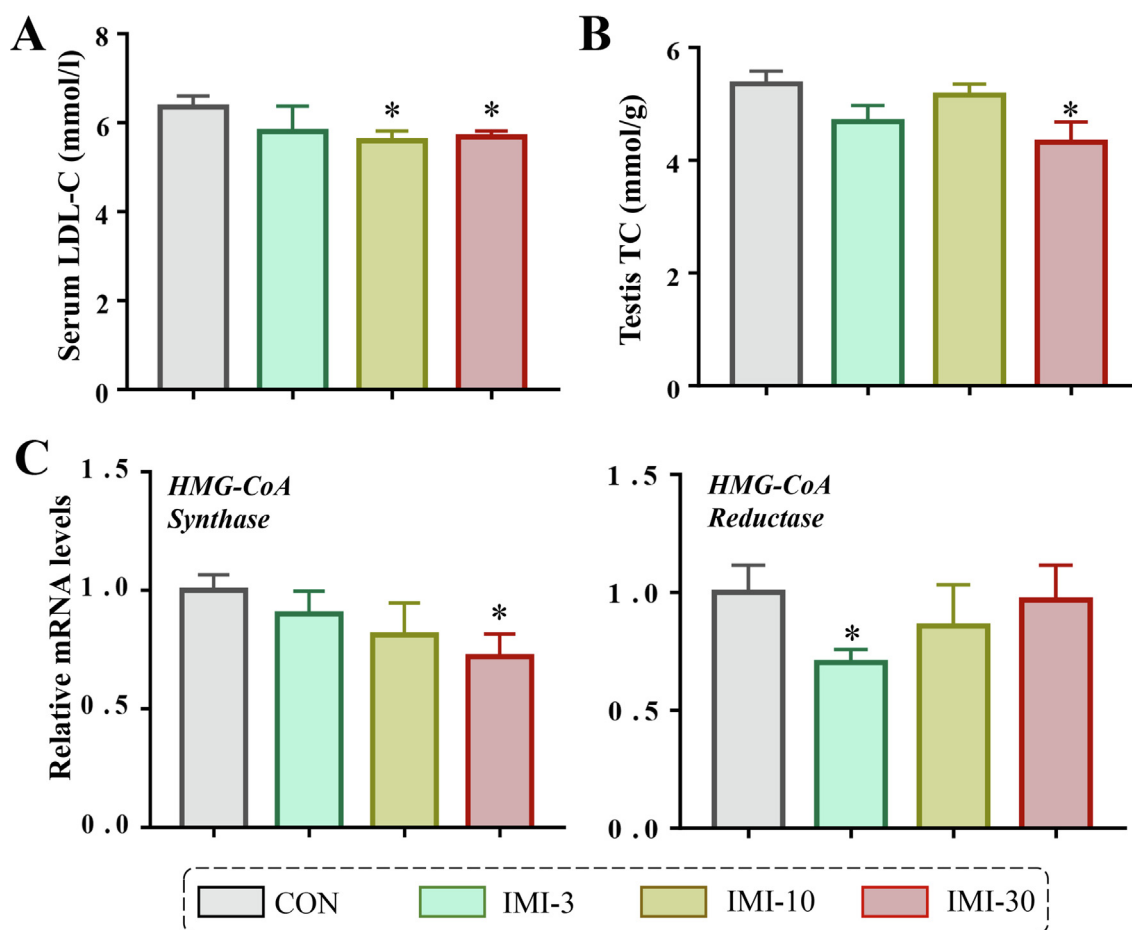 A
Serum LDL-C (mmol/l)
8
6
4
2
0
*
*
B
Testis TC (mmol/g)
6
4
2
0
*
C
Relative mRNA levels
1.5
1.0
0.5
0.0
HMG-CoA
Synthase
*
1.5
1.0
0.5
0.0
HMG-CoA
Reductase
*
CON IMI-3 IMI-10 IMI-30